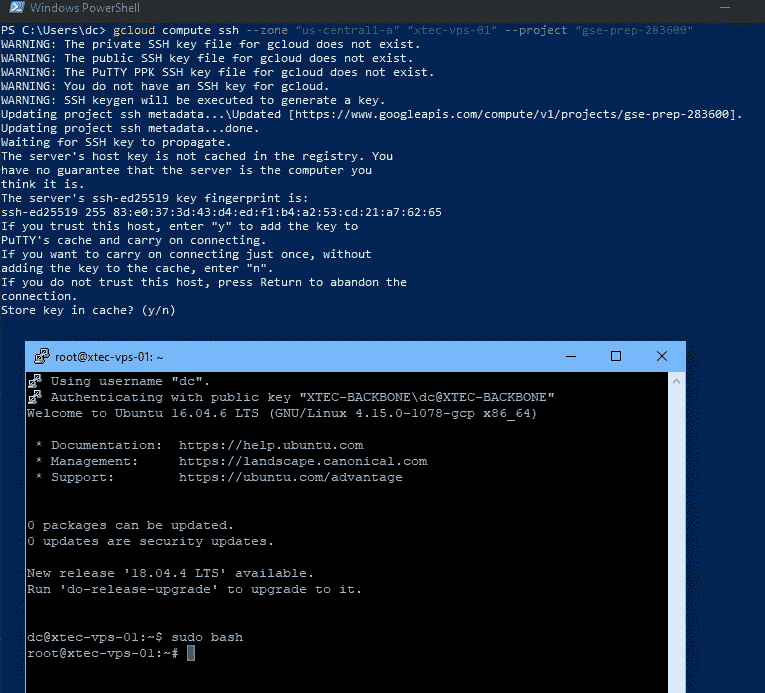 Windows PowerShell
PS C:\Users\dc> gcloud compute ssh --zone "us-central1-a" "xtec-vps-01" --project "gse-prep-283600"
WARNING: The private SSH key file for gcloud does not exist.
WARNING: The public SSH key file for gcloud does not exist.
WARNING: The PuTTY PPK SSH key file for gcloud does not exist.
WARNING: You do not have an SSH key for gcloud.
WARNING: SSH keygen will be executed to generate a key.
Updating project ssh metadata...\Updated [https://www.googleapis.com/compute/v1/projects/gse-prep-283600].
Updating project ssh metadata...done.
Waiting for SSH key to propagate.
The server's host key is not cached in the registry. You
have no guarantee that the server is the computer you
think it is.
The server's ssh-ed25519 key fingerprint is:
ssh-ed25519 255 83:e0:37:3d:43:d4:ed:f1:b4:a2:53:cd:21:a7:62:65
If you trust this host, enter "y" to add the key to
PuTTY's cache and carry on connecting.
If you want to carry on connecting just once, without
adding the key to the cache, enter "n".
If you do not trust this host, press Return to abandon the
connection.
Store key in cache? (y/n)
root@xtec-vps-01: ~
Using username "dc".
Authenticating with public key "XTEC-BACKBONE\dc@XTEC-BACKBONE"
Welcome to Ubuntu 16.04.6 LTS (GNU/Linux 4.15.0-1078-gcp x86_64)
* Documentation: https://help.ubuntu.com
* Management: https://landscape.canonical.com
* Support: https://ubuntu.com/advantage
0 packages can be updated.
0 updates are security updates.
New release '18.04.4 LTS' available.
Run 'do-release-upgrade' to upgrade to it.
dc@xtec-vps-01:~$ sudo bash
root@xtec-vps-01:~#